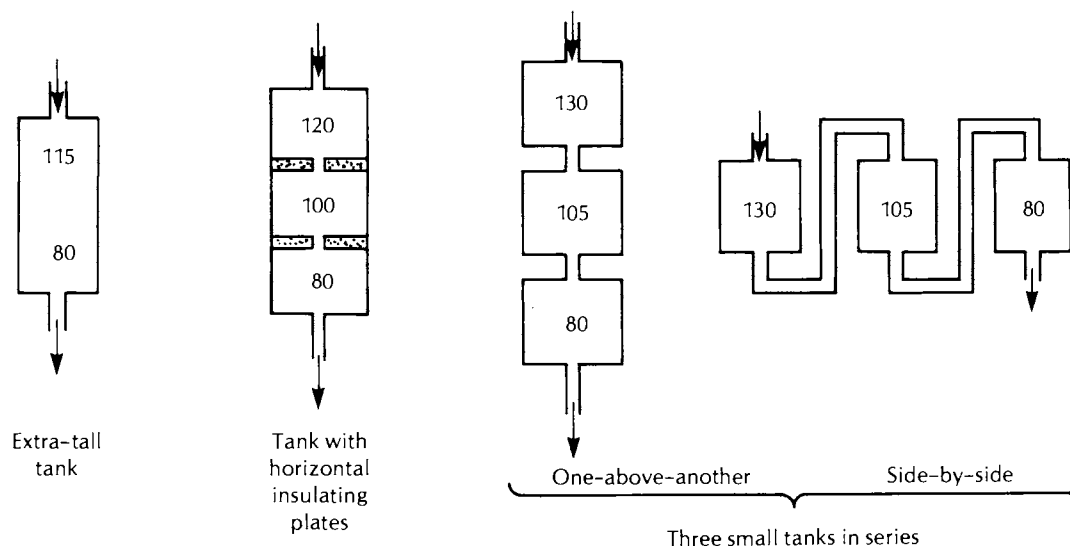 115
80
Extra-tall
tank
120
100
80
Tank with
horizontal
insulating
plates
130
105
80
One-above-another
130
105
80
Side-by-side
Three small tanks in series